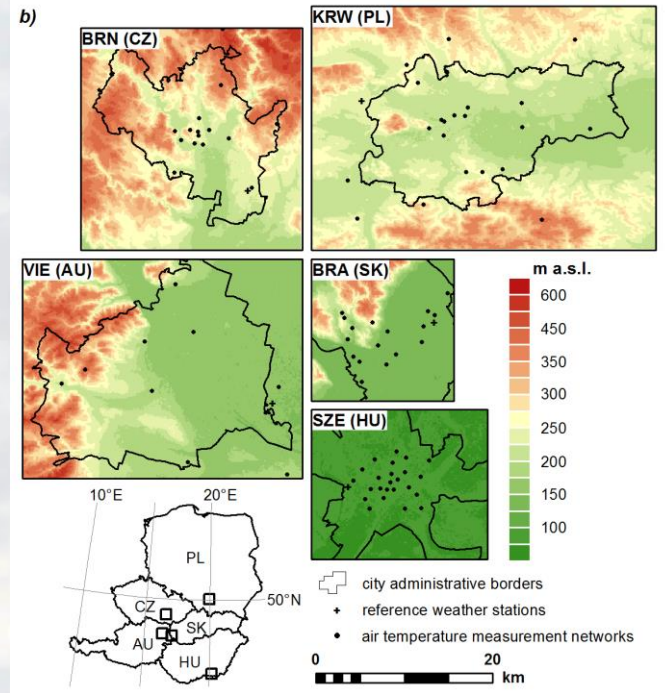 b)
BRN (CZ)
KRW (PL)
VIE (AU)
BRA (SK)
SZE (HU)
m a.s.l.
600
450
350
300
250
200
150
100
50
10°E
20°E
50°N
PL
CZ
SK
AU
HU
city administrative borders
reference weather stations
air temperature measurement networks
0
10
20
km